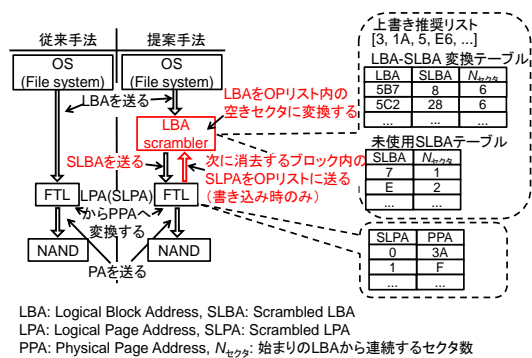 従来手法
提案手法
OS
(File system)
OS
(File system)
LBAを送る
LBAをOPリスト内の
空きセクタに変換する
LBA
scrambler
SLBAを送る
次に消去するブロック内の
SLPAをOPリストに送る
(書き込み時のみ)
FTL
LPA(SLPA)
からPPAへ
変換する
FTL
NAND
NAND
PAを送る
上書き推奨リスト
[3, 1A, 5, E6, ...]
LBA-SLBA 変換テーブル
LBA SLBA Nセクタ
5B7 8 6
5C2 28 6
... ... ...
未使用SLBAテーブル
SLBA Nセクタ
7 1
E 2
... ...
SLPA PPA
0 3A
1 F
... ...
LBA: Logical Block Address, SLBA: Scrambled LBA
LPA: Logical Page Address, SLPA: Scrambled LPA
PPA: Physical Page Address, Nセクタ: 始まりのLBAから連続するセクタ数